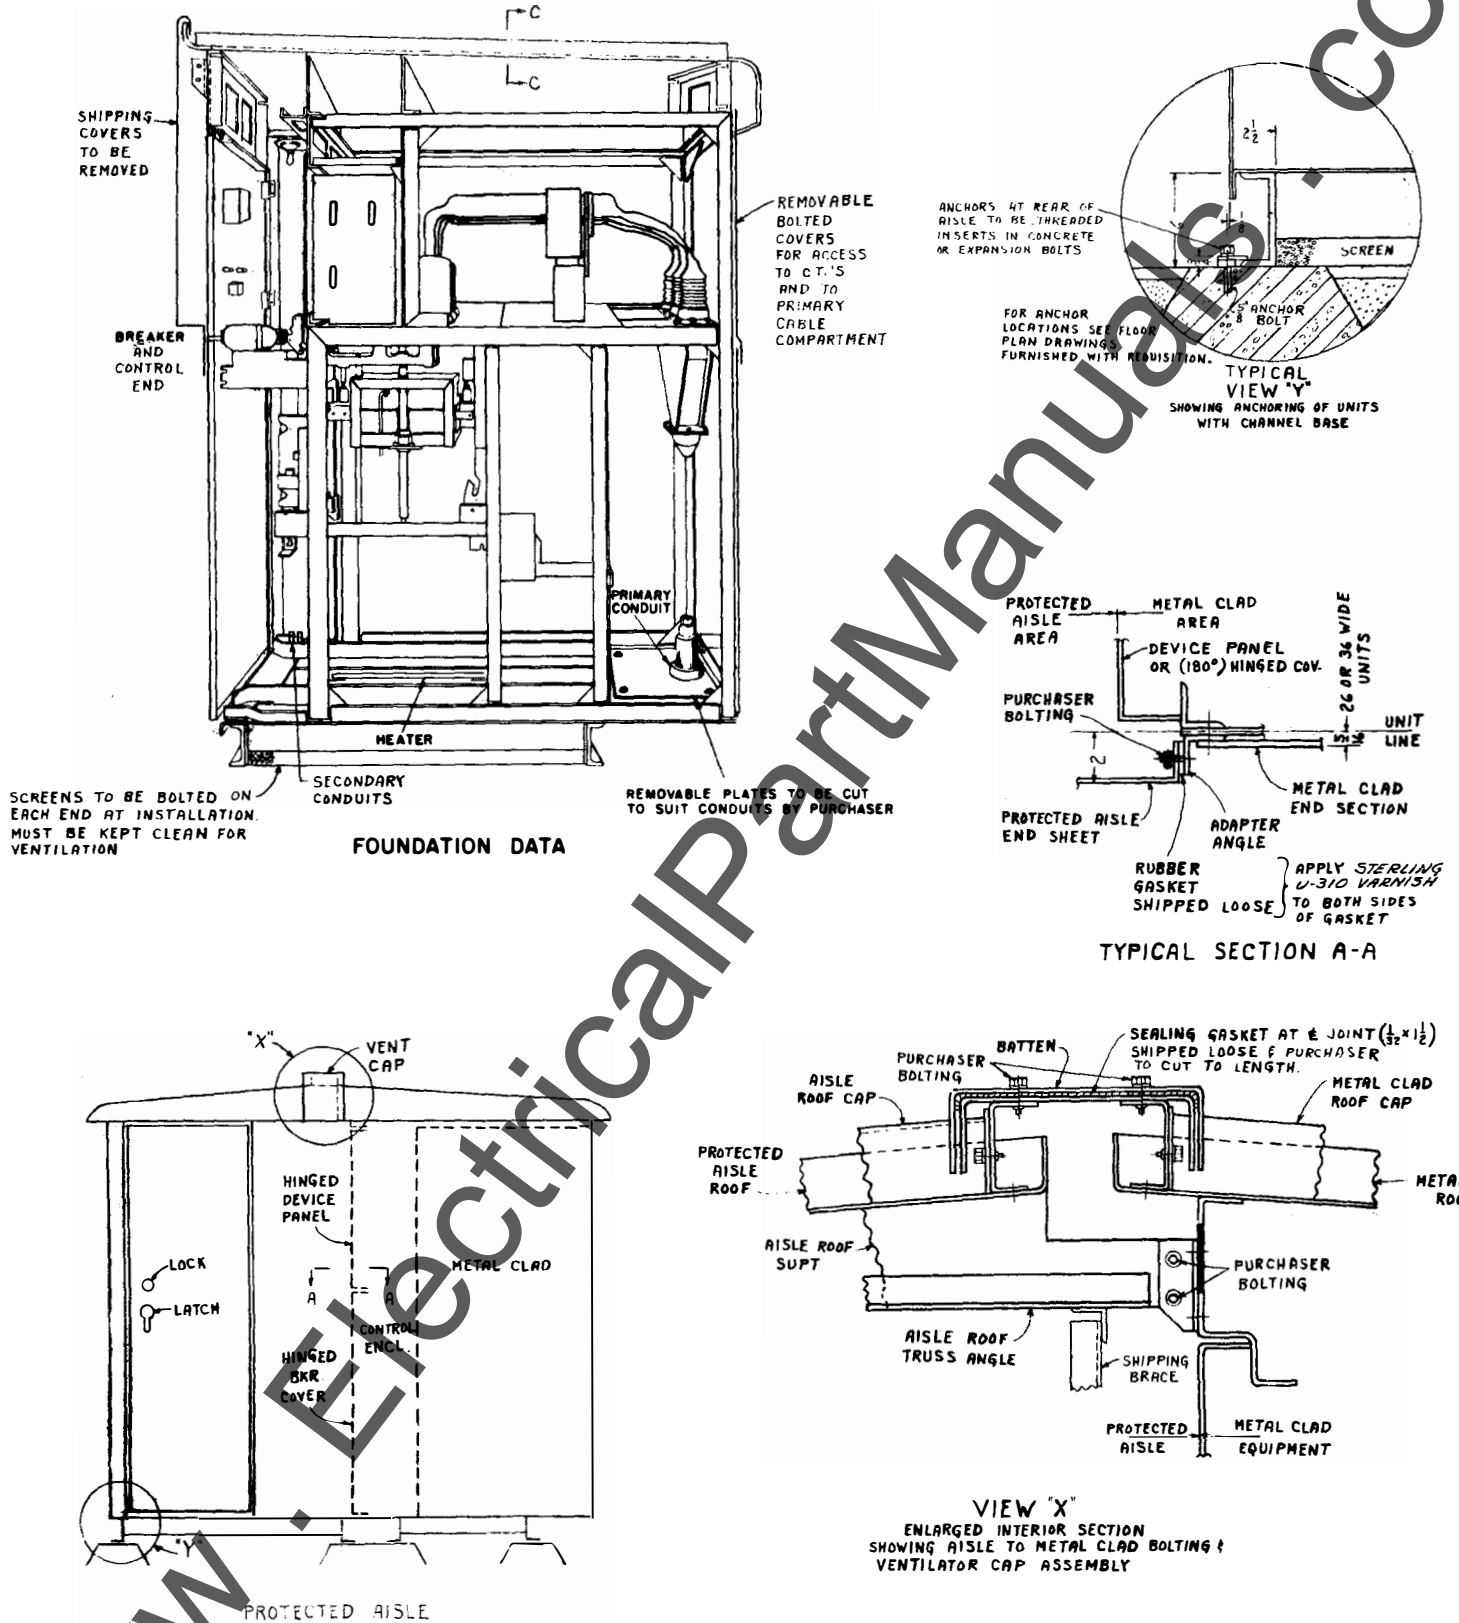 C
C
SHIPPING
COVERS
TO BE
REMOVED
BREAKER
AND
CONTROL
END
REMOVABLE
BOLTED
COVERS
FOR ACCESS
TO C.T.'S
AND TO
PRIMARY
CABLE
COMPARTMENT
PRIMARY
CONDUIT
HEATER
SECONDARY
CONDUITS
SCREENS TO BE BOLTED ON
EACH END AT INSTALLATION.
MUST BE KEPT CLEAN FOR
VENTILATION
REMOVABLE PLATES TO BE CUT
TO SUIT CONDUITS BY PURCHASER
FOUNDATION DATA
2 1/2
ANCHORS AT REAR OF
AISLE TO BE THREADED
INSERTS IN CONCRETE
OR EXPANSION BOLTS
SCREEN
5/8" ANCHOR
BOLT
FOR ANCHOR
LOCATIONS SEE FLOOR
PLAN DRAWINGS
FURNISHED WITH REQUISITION.
TYPICAL
VIEW "Y"
SHOWING ANCHORING OF UNITS
WITH CHANNEL BASE
PROTECTED
AISLE
AREA
METAL CLAD
AREA
DEVICE PANEL
OR (180°) HINGED COV.
26 OR 36 WIDE
UNITS
PURCHASER
BOLTING
UNIT
LINE
5/16
2
METAL CLAD
END SECTION
PROTECTED AISLE
END SHEET
ADAPTER
ANGLE
RUBBER
GASKET
SHIPPED LOOSE
APPLY STERLING
U-310 VARNISH
TO BOTH SIDES
OF GASKET
TYPICAL SECTION A-A
"X"
VENT
CAP
HINGED
DEVICE
PANEL
LOCK
LATCH
A
A
METAL CLAD
CONTROL
ENCL.
HINGED
BKR.
COVER
"Y"
PROTECTED AISLE
SEALING GASKET AT ℄ JOINT (1/32 x 1 1/2)
SHIPPED LOOSE & PURCHASER
TO CUT TO LENGTH.
BATTEN
PURCHASER
BOLTING
AISLE
ROOF CAP
METAL CLAD
ROOF CAP
PROTECTED
AISLE
ROOF
AISLE ROOF
SUPT
PURCHASER
BOLTING
AISLE ROOF
TRUSS ANGLE
SHIPPING
BRACE
PROTECTED
AISLE
METAL CLAD
EQUIPMENT
VIEW "X"
ENLARGED INTERIOR SECTION
SHOWING AISLE TO METAL CLAD BOLTING &
VENTILATOR CAP ASSEMBLY
w.ElectricalPartManuals.co